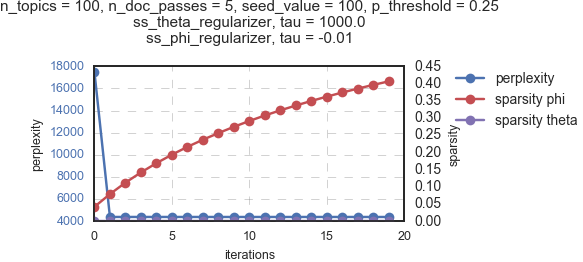 n_topics = 100, n_doc_passes = 5, seed_value = 100, p_threshold = 0.25
ss_theta_regularizer, tau = 1000.0
ss_phi_regularizer, tau = -0.01
18000
16000
14000
12000
10000
8000
6000
4000
perplexity
0.45
0.40
0.35
0.30
0.25
0.20
0.15
0.10
0.05
0.00
sparsity
perplexity
sparsity phi
sparsity theta
0 5 10 15 20
iterations